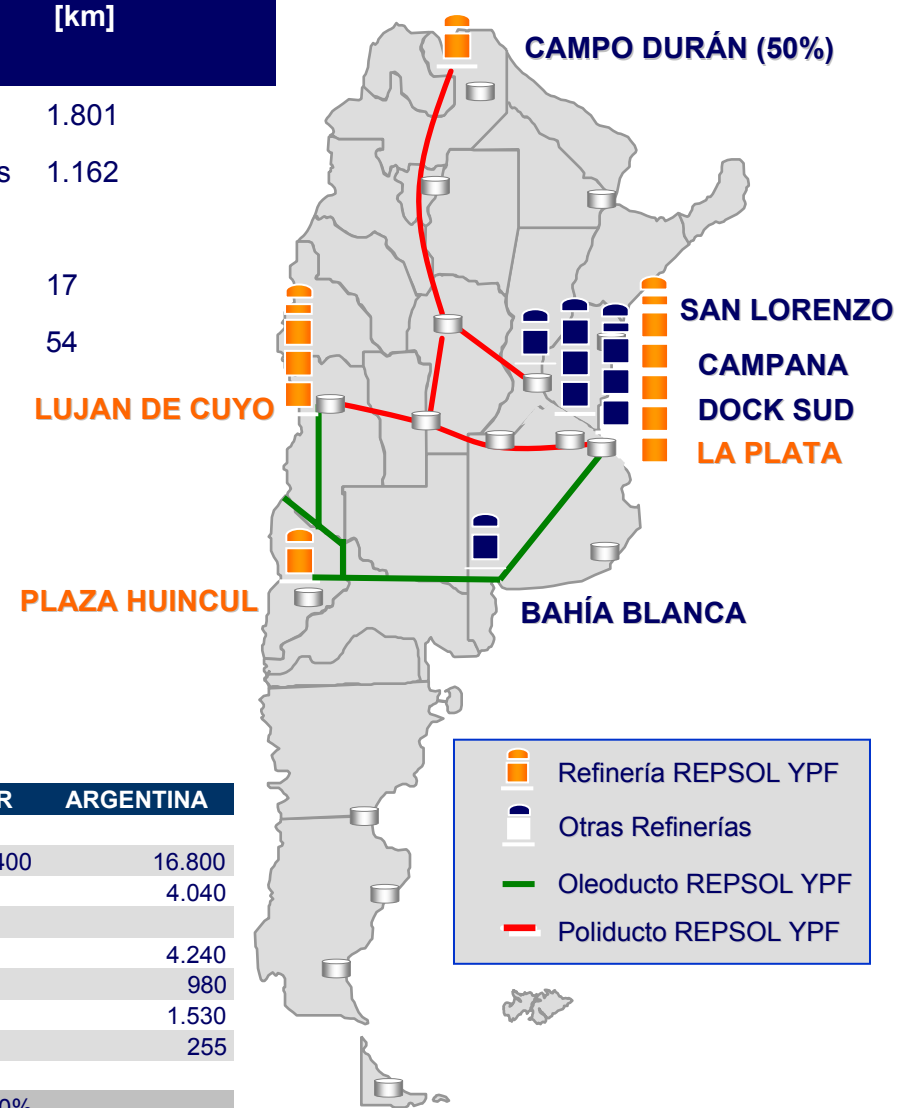 [km]
1.801
s 1.162
17
54
CAMPO DURÁN (50%)
SAN LORENZO
CAMPANA
DOCK SUD
LA PLATA
LUJAN DE CUYO
PLAZA HUINCUL
BAHÍA BLANCA
Refinería REPSOL YPF
Otras Refinerías
Oleoducto REPSOL YPF
Poliducto REPSOL YPF
R ARGENTINA
400 16.800
4.040
4.240
980
1.530
255
0%